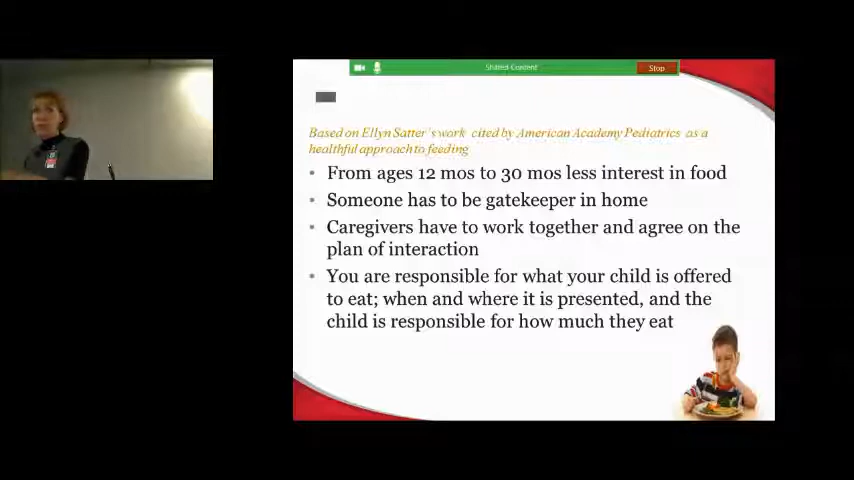 Shared Content
Stop
Based on Ellyn Satter's work cited by American Academy Pediatrics as a
healthful approach to feeding
From ages 12 mos to 30 mos less interest in food
Someone has to be gatekeeper in home
Caregivers have to work together and agree on the
plan of interaction
You are responsible for what your child is offered
to eat; when and where it is presented, and the
child is responsible for how much they eat